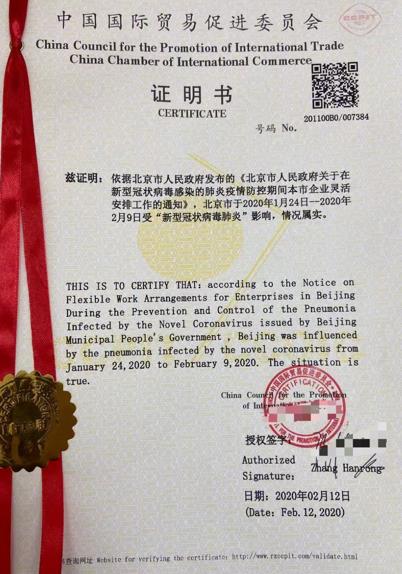 中国国际贸易促进委员会
China Council for the Promotion of International Trade
China Chamber of International Commerce
CCPIT
证明书
CERTIFICATE
号码 No. 201100B0/007384
兹证明：依据北京市人民政府发布的《北京市人民政府关于在
新型冠状病毒感染的肺炎疫情防控期间本市企业灵活
安排工作的通知》，北京市于2020年1月24日—2020年
2月9日受“新型冠状病毒肺炎”影响，情况属实。
THIS IS TO CERTIFY THAT: according to the Notice on
Flexible Work Arrangements for Enterprises in Beijing
During the Prevention and Control of the Pneumonia
Infected by the Novel Coronavirus issued by Beijing
Municipal People's Government , Beijing was influenced
by the pneumonia infected by the novel coronavirus from
January 24,2020 to February 9,2020. The situation is
true.
China Council for the Promotion
of
CERTIFICATION
授权签字：
Authorized
Signature:
Zhang Hanrong
日期：2020年02月12日
(Date: Feb.12,2020)
查询网址 Website for verifying the certificate: http://www.rzccpit.com/validate.html